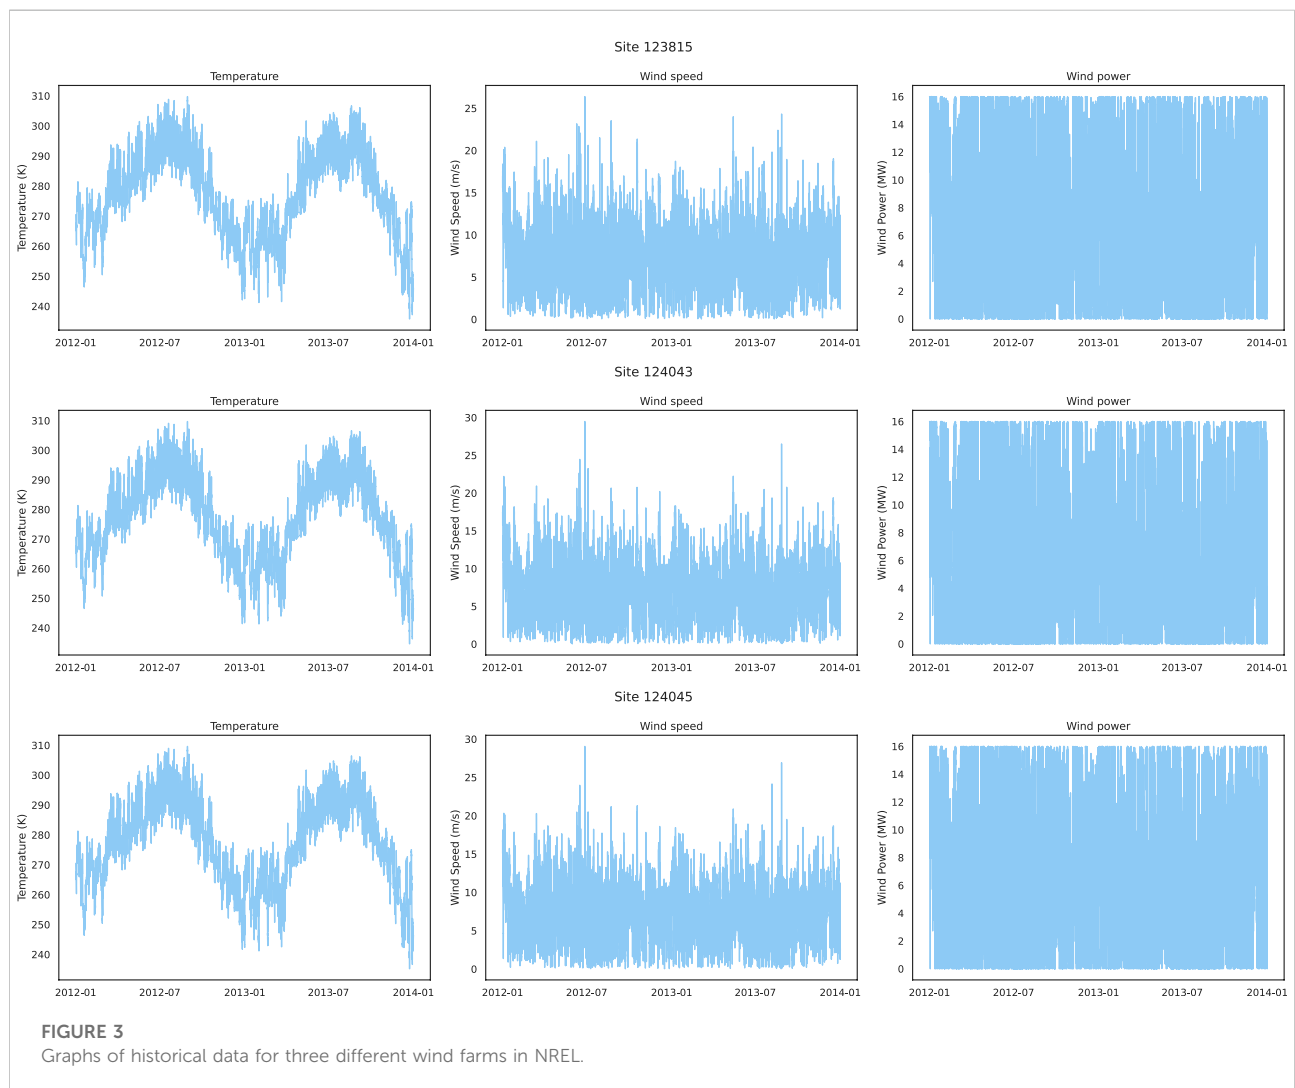 Site 123815
Temperature
Wind speed
Wind power
Temperature (K)
310
300
290
280
270
260
250
240
2012-01 2012-07 2013-01 2013-07 2014-01
Wind Speed (m/s)
25
20
15
10
5
0
2012-01 2012-07 2013-01 2013-07 2014-01
Wind Power (MW)
16
14
12
10
8
6
4
2
0
2012-01 2012-07 2013-01 2013-07 2014-01
Site 124043
Temperature
Wind speed
Wind power
Temperature (K)
310
300
290
280
270
260
250
240
2012-01 2012-07 2013-01 2013-07 2014-01
Wind Speed (m/s)
30
25
20
15
10
5
0
2012-01 2012-07 2013-01 2013-07 2014-01
Wind Power (MW)
16
14
12
10
8
6
4
2
0
2012-01 2012-07 2013-01 2013-07 2014-01
Site 124045
Temperature
Wind speed
Wind power
Temperature (K)
310
300
290
280
270
260
250
240
2012-01 2012-07 2013-01 2013-07 2014-01
Wind Speed (m/s)
30
25
20
15
10
5
0
2012-01 2012-07 2013-01 2013-07 2014-01
Wind Power (MW)
16
14
12
10
8
6
4
2
0
2012-01 2012-07 2013-01 2013-07 2014-01
FIGURE 3
Graphs of historical data for three different wind farms in NREL.